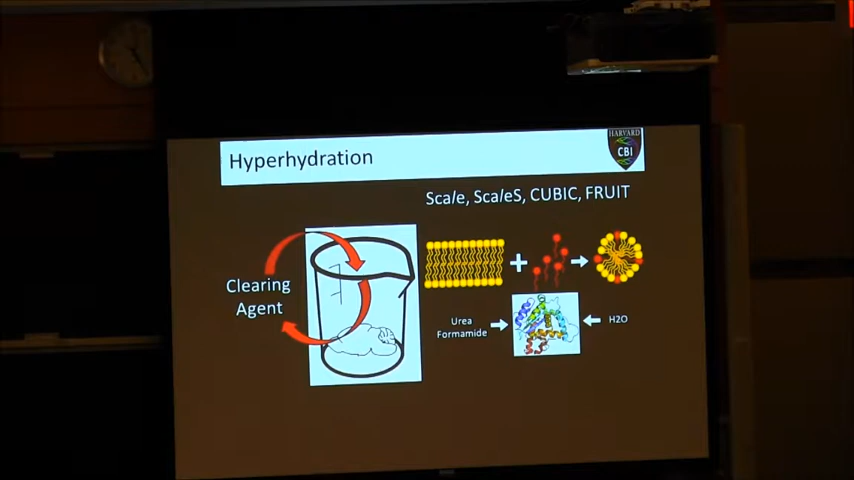 Hyperhydration
HARVARD
CBI
Scale, ScaleS, CUBIC, FRUIT
Clearing
Agent
Urea
Formamide
H2O